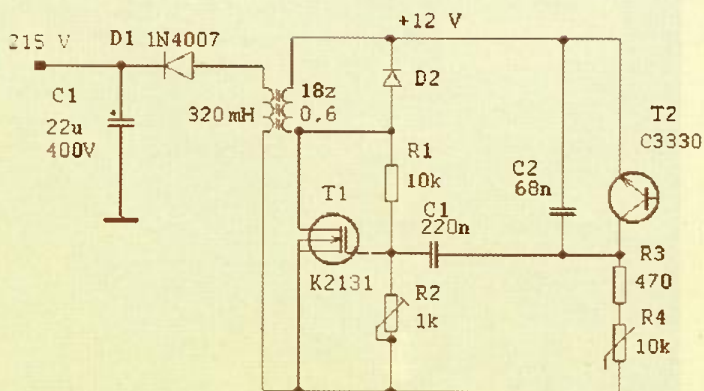 +12 V
215 V
D1 1N4007
D2
C1
22u
400V
320 mH
18z
0,6
R1
10k
T1
K2131
C1
220n
R2
1k
C2
68n
T2
C3330
R3
470
R4
10k